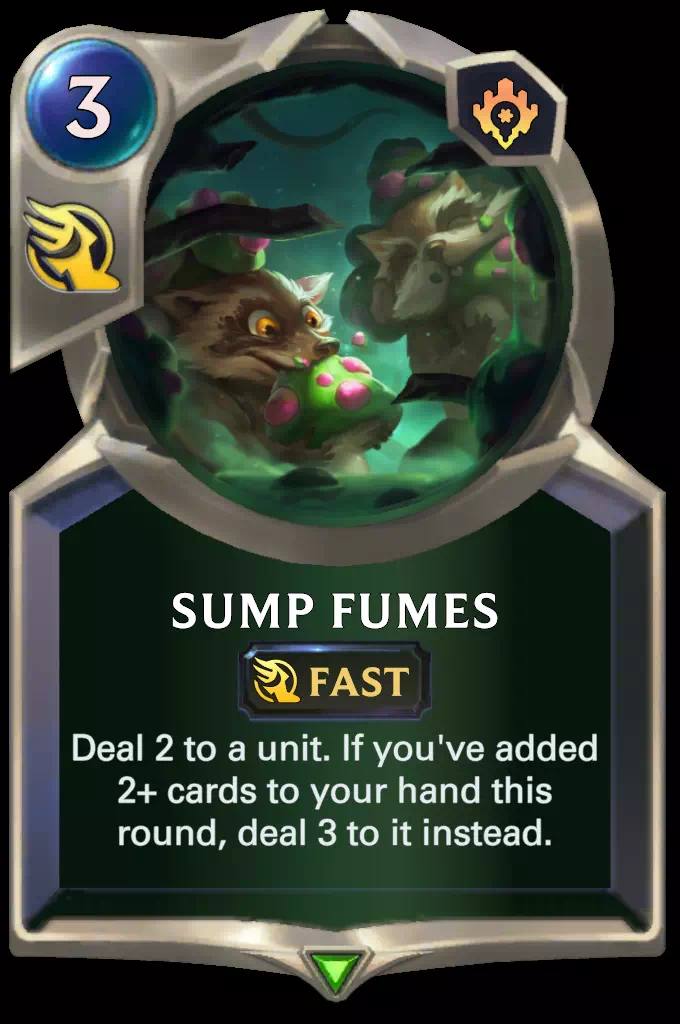 3
SUMP FUMES
FAST
Deal 2 to a unit. If you've added
2+ cards to your hand this
round, deal 3 to it instead.